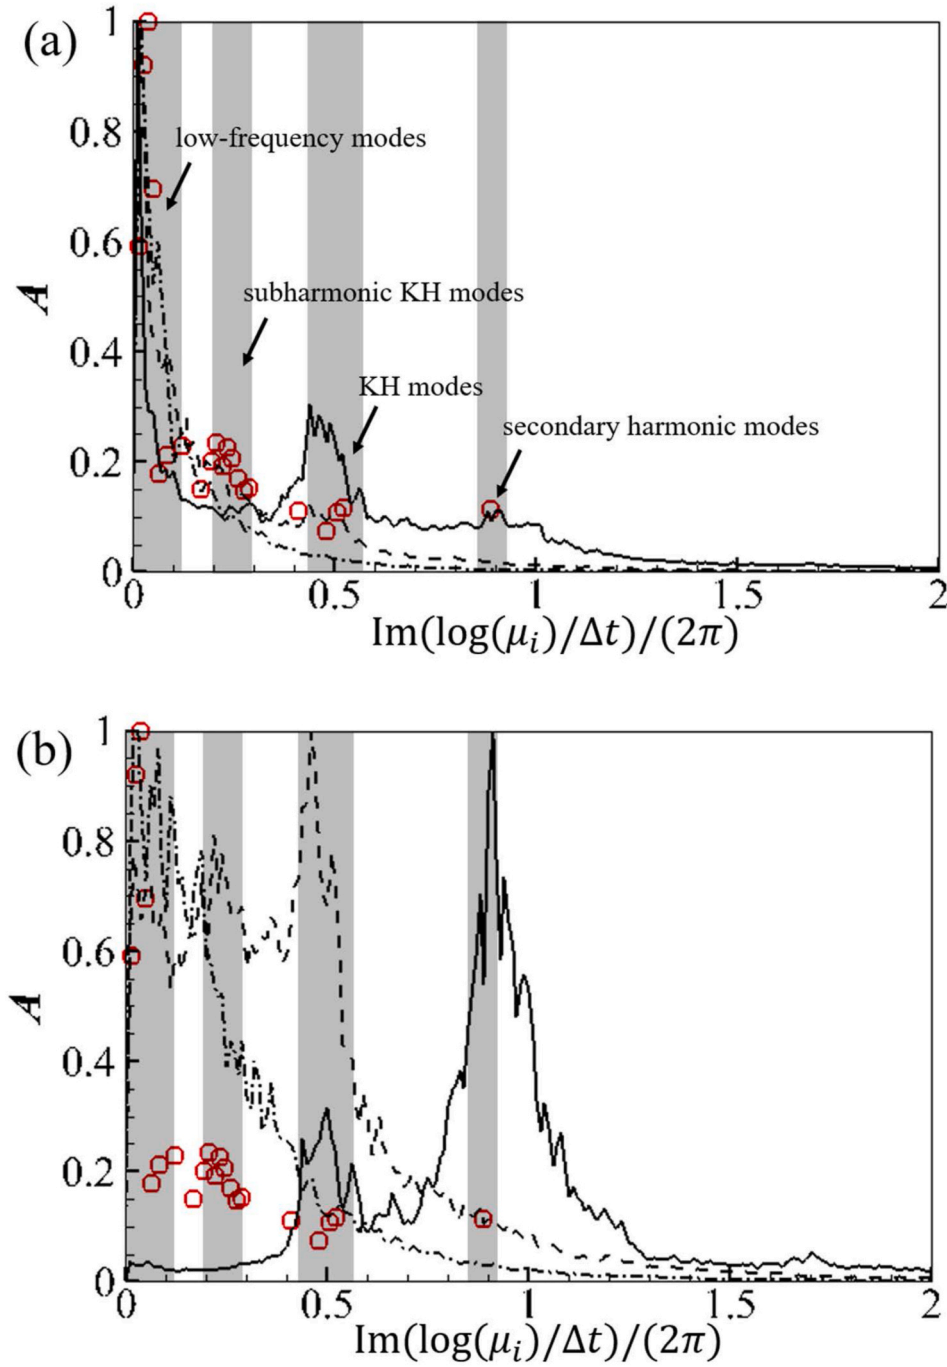 (a)
1
0.8
0.6
0.4
0.2
0
A
low-frequency modes
subharmonic KH modes
KH modes
secondary harmonic modes
0 0.5 1 1.5 2
Im(log(μᵢ)/Δt)/(2π)
(b)
1
0.8
0.6
0.4
0.2
0
A
0 0.5 1 1.5 2
Im(log(μᵢ)/Δt)/(2π)